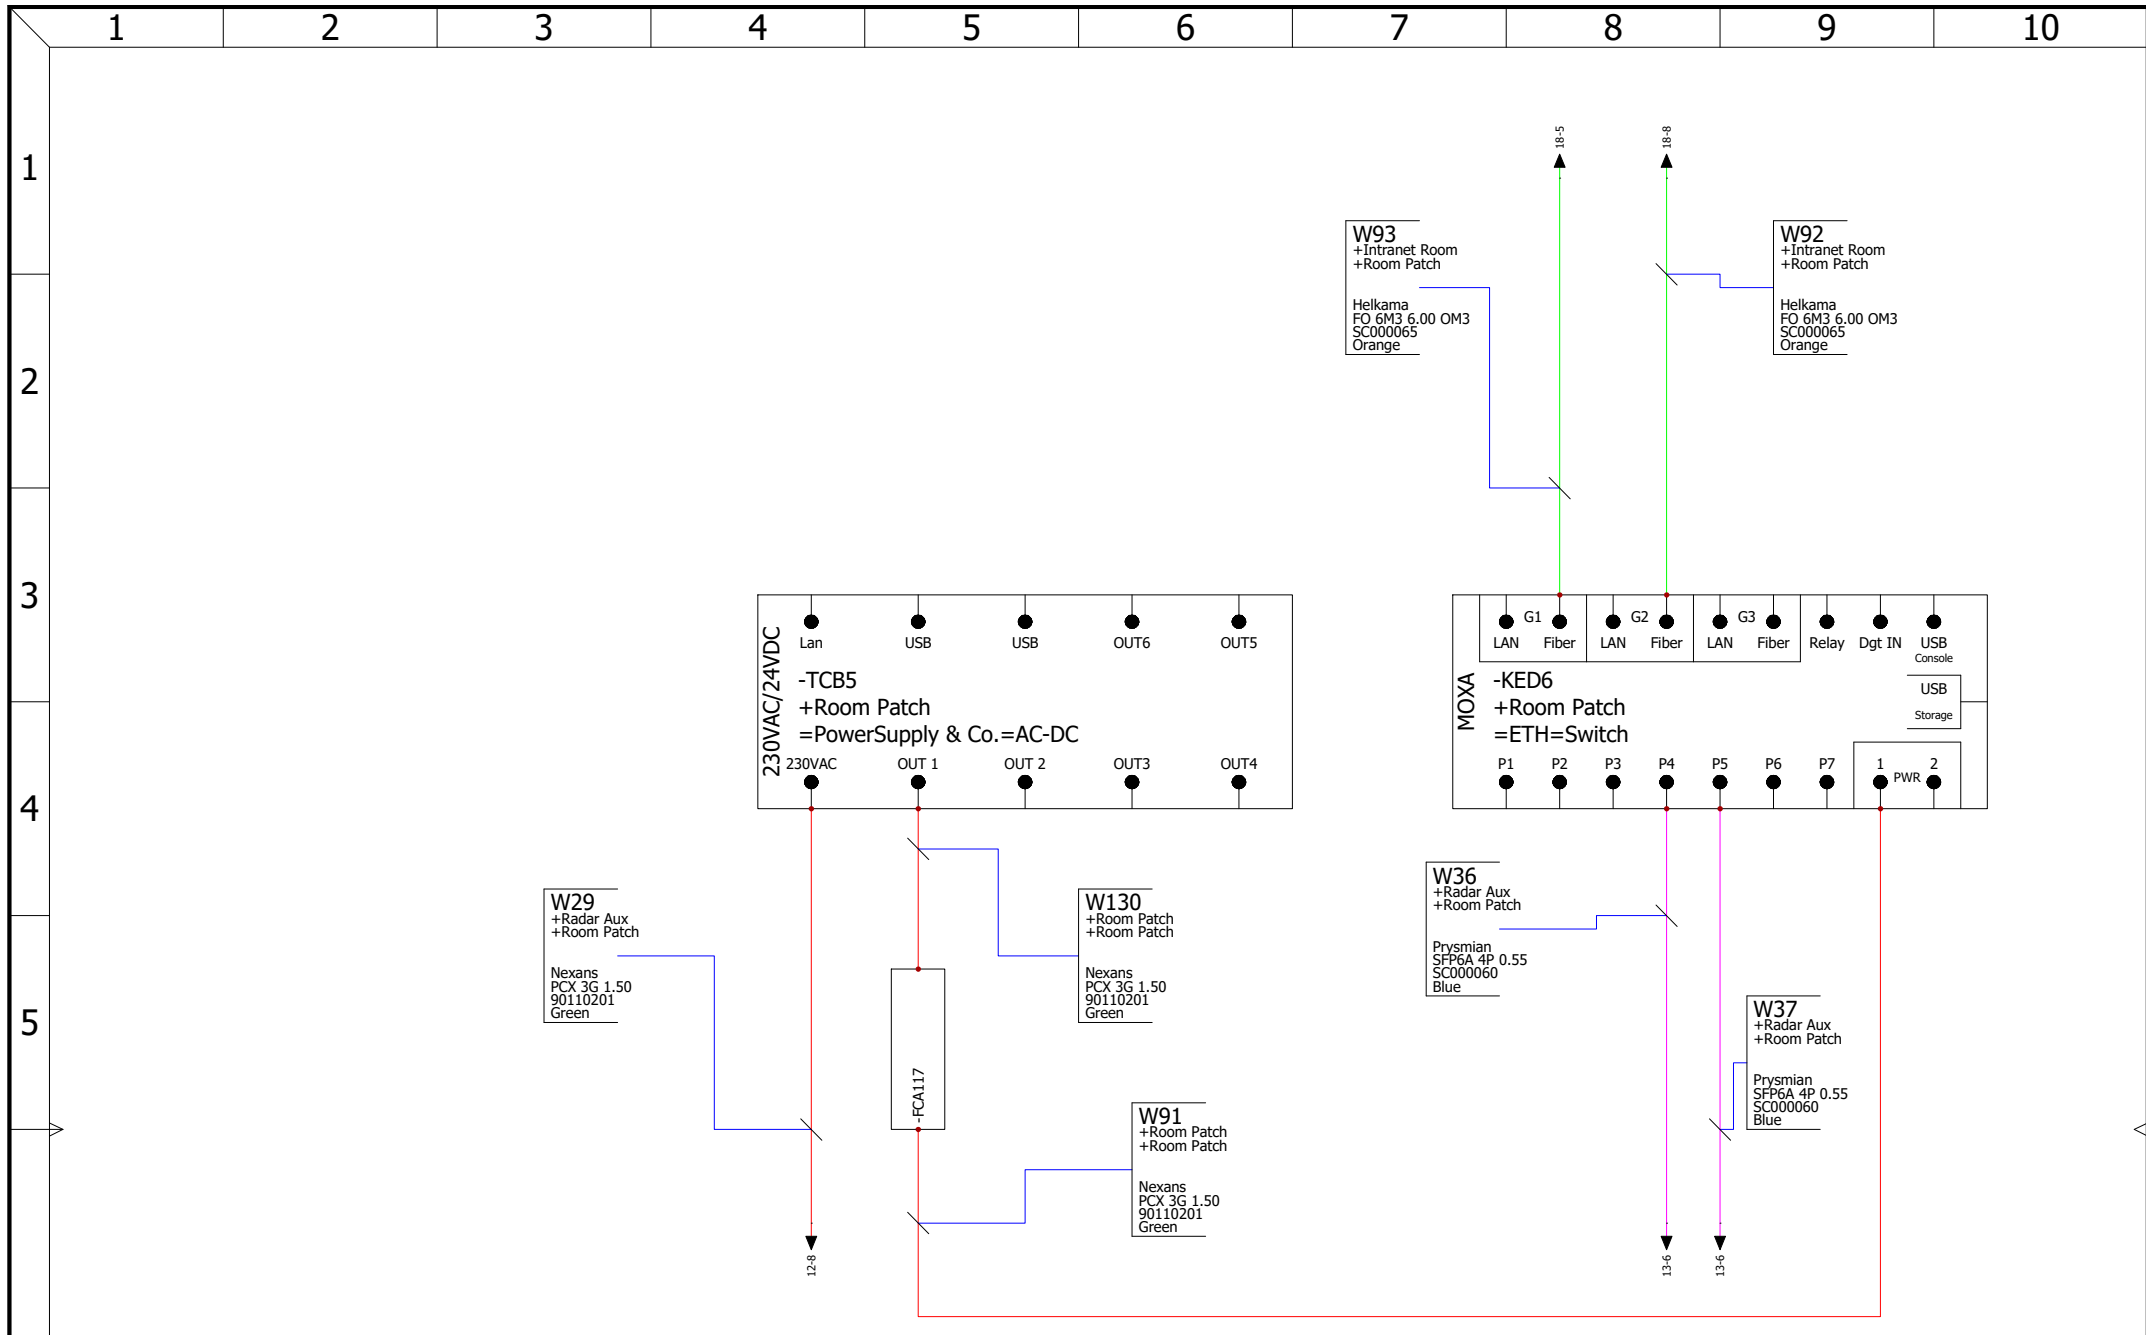 1 2 3 4 5 6 7 8 9 10
1
2
3
4
5
18-5
18-8
W93
+Intranet Room
+Room Patch
Helkama
FO 6M3 6.00 OM3
SC000065
Orange
W92
+Intranet Room
+Room Patch
Helkama
FO 6M3 6.00 OM3
SC000065
Orange
230VAC/24VDC
Lan USB USB OUT6 OUT5
-TCB5
+Room Patch
=PowerSupply & Co.=AC-DC
230VAC OUT 1 OUT 2 OUT3 OUT4
MOXA
G1 G2 G3
LAN Fiber LAN Fiber LAN Fiber Relay Dgt IN USB
Console
-KED6
+Room Patch
=ETH=Switch
USB
Storage
P1 P2 P3 P4 P5 P6 P7 1 PWR 2
W29
+Radar Aux
+Room Patch
Nexans
PCX 3G 1.50
90110201
Green
W130
+Room Patch
+Room Patch
Nexans
PCX 3G 1.50
90110201
Green
-FCA117
W91
+Room Patch
+Room Patch
Nexans
PCX 3G 1.50
90110201
Green
W36
+Radar Aux
+Room Patch
Prysmian
SFP6A 4P 0.55
SC000060
Blue
W37
+Radar Aux
+Room Patch
Prysmian
SFP6A 4P 0.55
SC000060
Blue
12-8
13-6
13-6